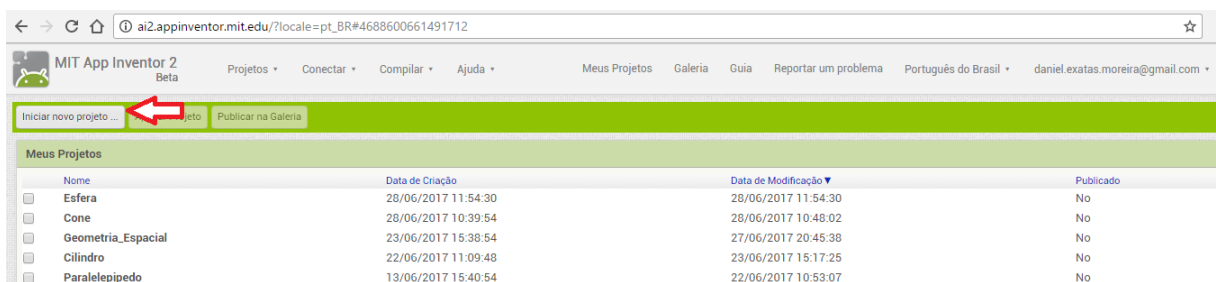 ai2.appinventor.mit.edu/?locale=pt_BR#4688600661491712
MIT App Inventor 2
Beta
Projetos Conectar Compilar Ajuda Meus Projetos Galeria Guia Reportar um problema Português do Brasil daniel.exatas.moreira@gmail.com
Iniciar novo projeto ... Publicar na Galeria
Meus Projetos
Nome Data de Criação Data de Modificação▼ Publicado
Esfera 28/06/2017 11:54:30 28/06/2017 11:54:30 No
Cone 28/06/2017 10:39:54 28/06/2017 10:48:02 No
Geometria_Espacial 23/06/2017 15:38:54 27/06/2017 20:45:38 No
Cilindro 22/06/2017 11:09:48 23/06/2017 15:17:25 No
Paralelepipedo 13/06/2017 15:40:54 22/06/2017 10:53:07 No